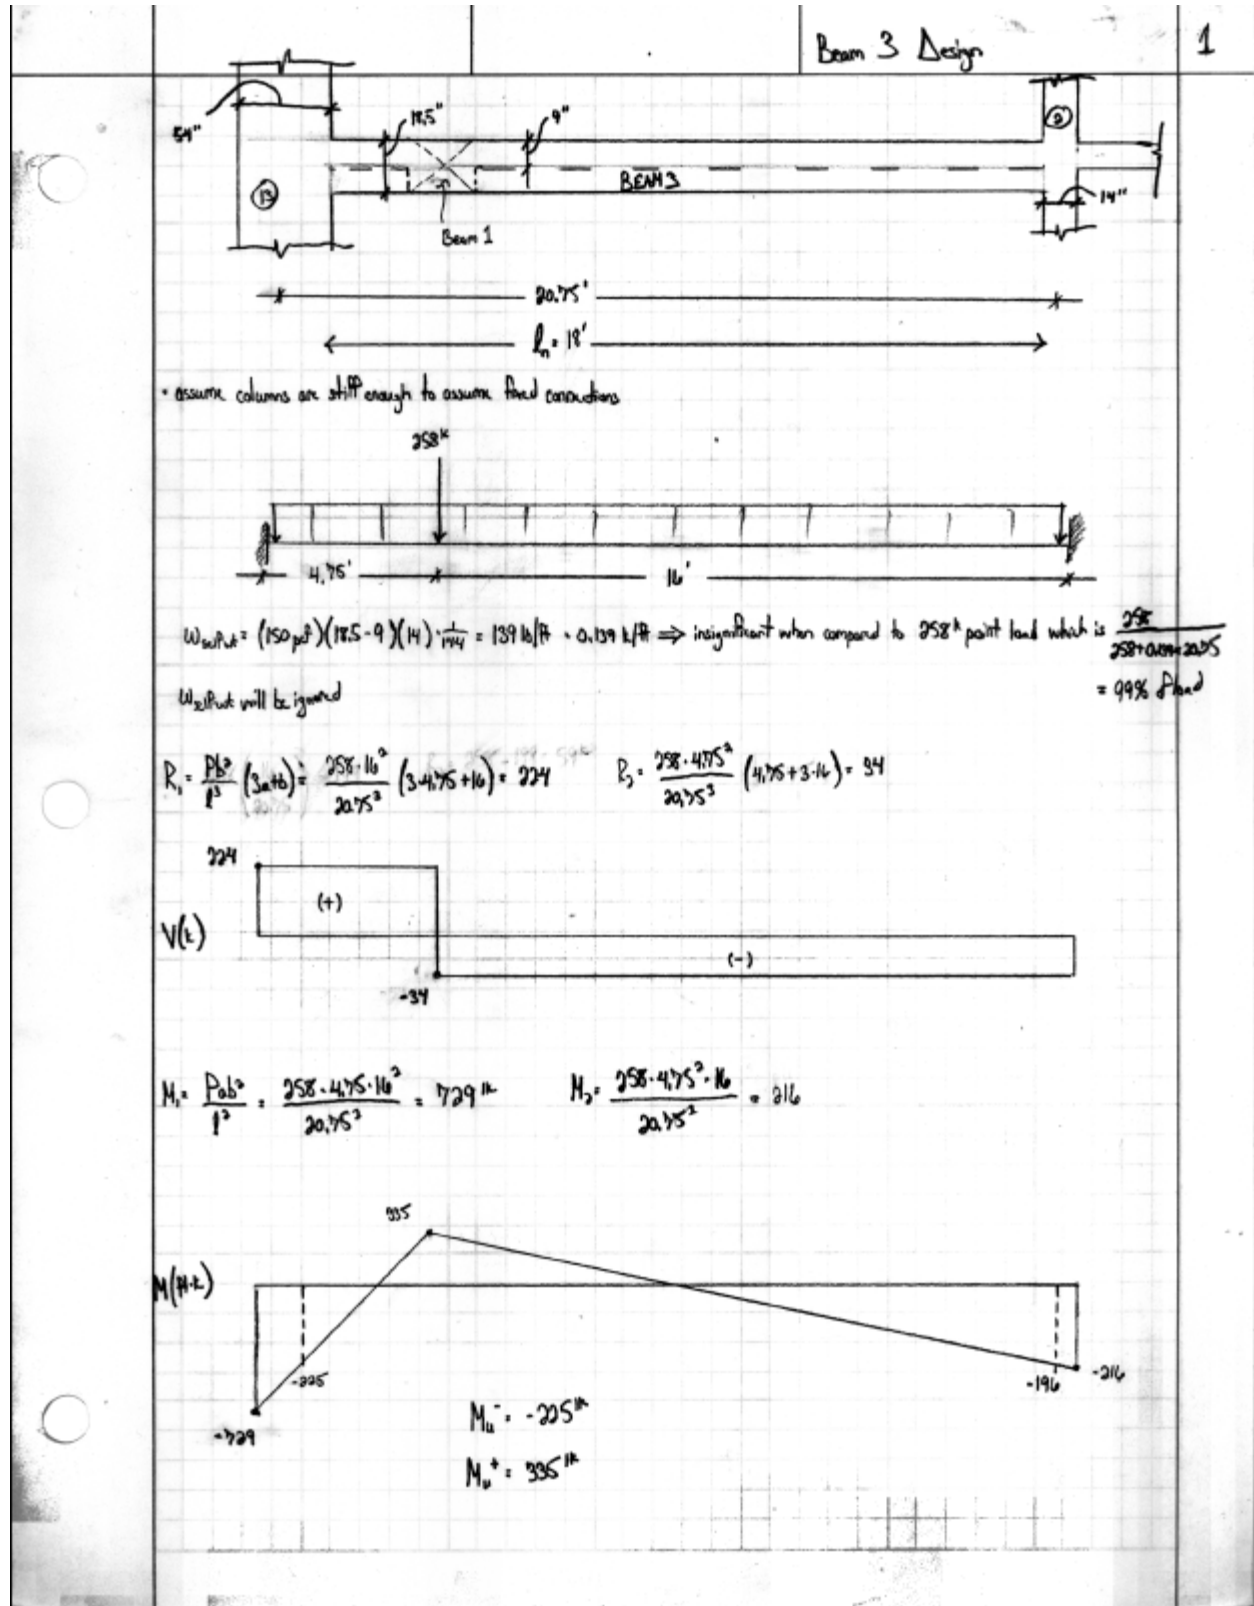 Beam 3 Design
1
54"
18.5"
9"
2
13
BEAM 3
14"
Beam 1
20.75'
lₙ = 18'
• assume columns are stiff enough to assume fixed connections
258ᵏ
4.75'
16'
W selfwt = (150 pcf)(18.5-9)(14)·1/144 = 139 lb/ft = 0.139 k/ft ⇒ insignificant when compared to 258ᵏ point load which is 258/(258+0.139×20.75)
= 99% of load
W selfwt will be ignored
R₁ = Pb²/l³ (3a+b) = 258·16²/20.75³ (3·4.75+16) = 224 R₂ = 258·4.75²/20.75³ (4.75+3·16) = 34
224
(+)
V(k)
(-)
-34
M₁ = Pab²/l² = 258·4.75·16²/20.75² = 729 'k M₂ = 258·4.75²·16/20.75² = 216
335
M(ft·k)
-225
-196
-216
-729
Mᵤ⁻ = -225 'k
Mᵤ⁺ = 335 'k